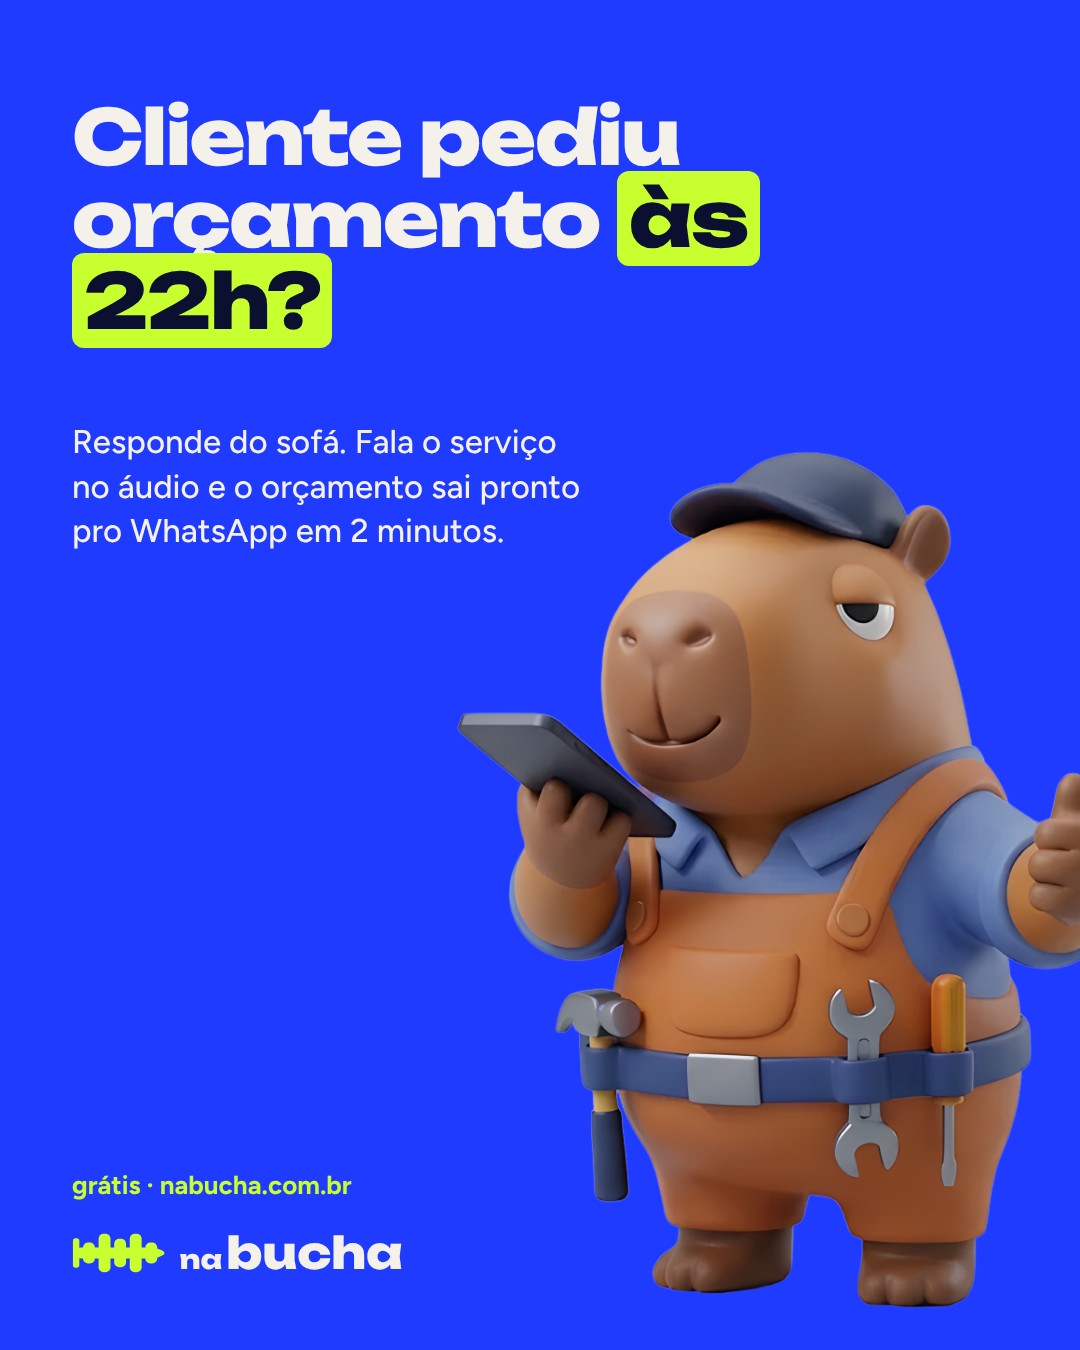 Cliente pediu
orçamento às
22h?
Responde do sofá. Fala o serviço
no áudio e o orçamento sai pronto
pro WhatsApp em 2 minutos.
grátis · nabucha.com.br
na bucha